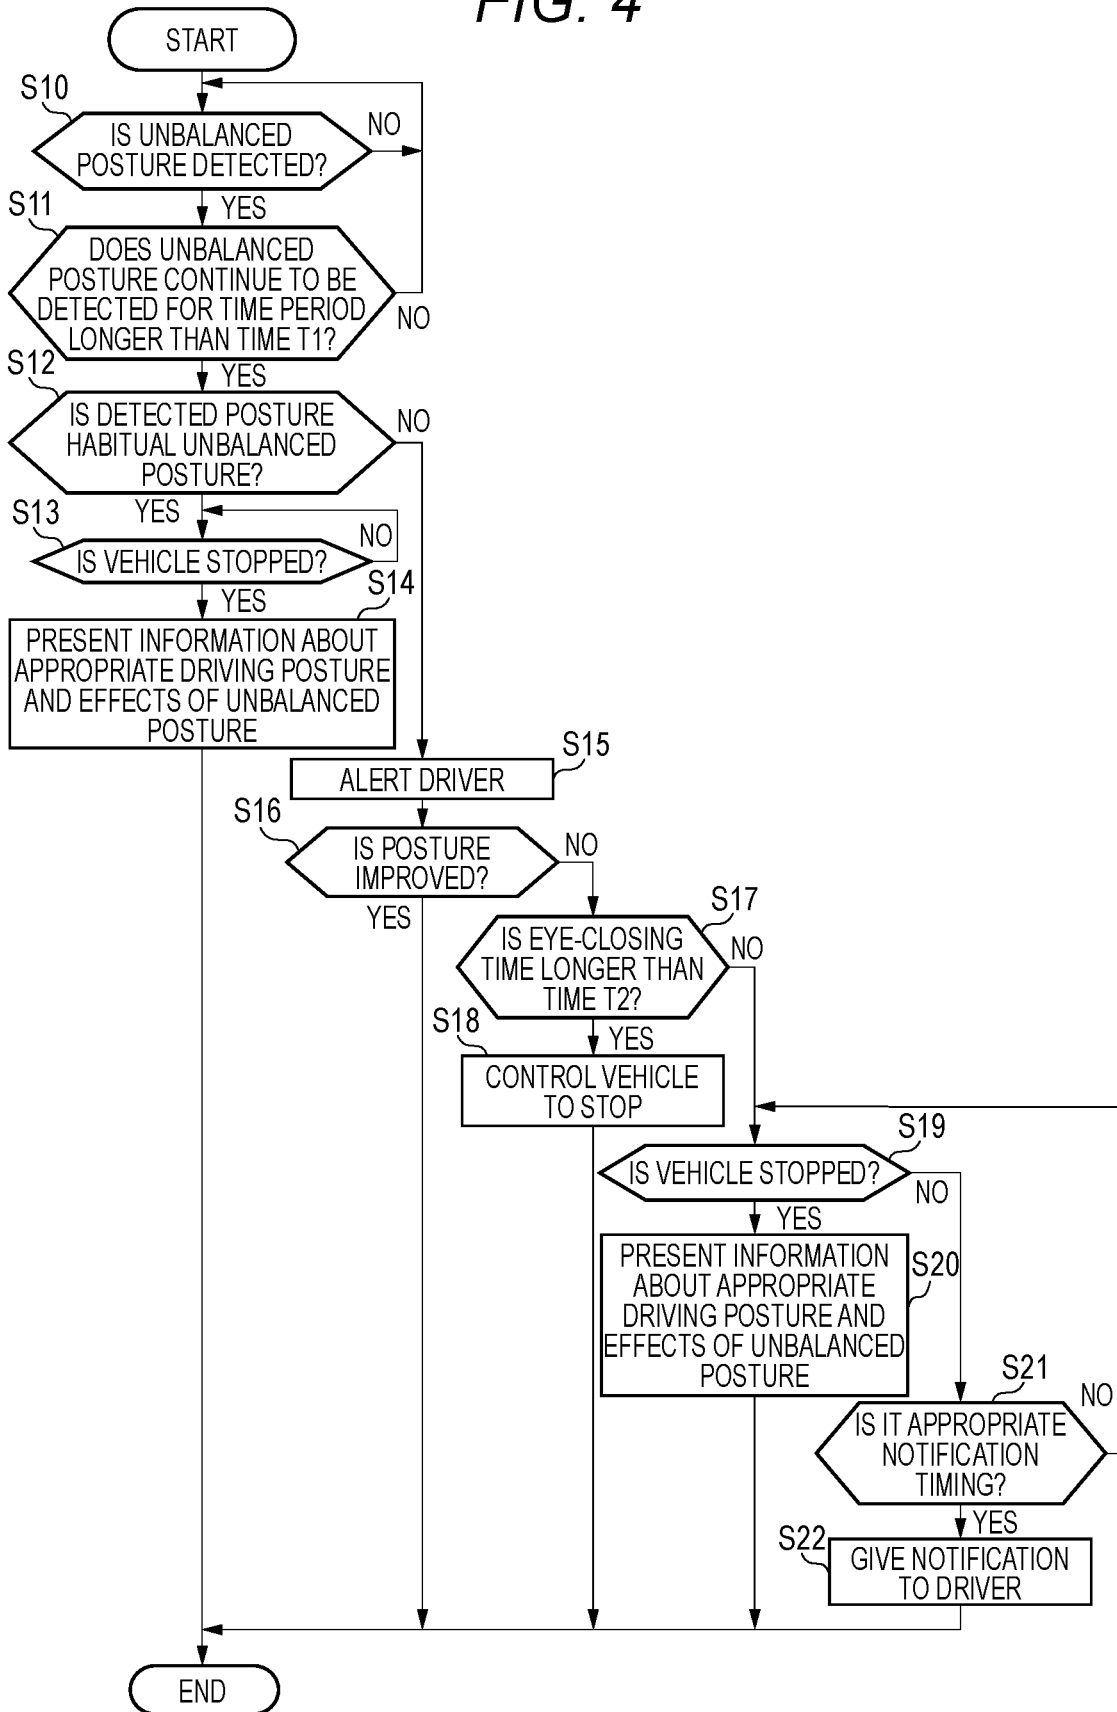 FIG. 4
START
S10
IS UNBALANCED
POSTURE DETECTED?
NO
YES
S11
DOES UNBALANCED
POSTURE CONTINUE TO BE
DETECTED FOR TIME PERIOD
LONGER THAN TIME T1?
NO
YES
S12
IS DETECTED POSTURE
HABITUAL UNBALANCED
POSTURE?
NO
YES
S13
IS VEHICLE STOPPED?
NO
YES
S14
PRESENT INFORMATION ABOUT
APPROPRIATE DRIVING POSTURE
AND EFFECTS OF UNBALANCED
POSTURE
S15
ALERT DRIVER
S16
IS POSTURE
IMPROVED?
NO
YES
S17
IS EYE-CLOSING
TIME LONGER THAN
TIME T2?
NO
YES
S18
CONTROL VEHICLE
TO STOP
S19
IS VEHICLE STOPPED?
NO
YES
S20
PRESENT INFORMATION
ABOUT APPROPRIATE
DRIVING POSTURE AND
EFFECTS OF UNBALANCED
POSTURE
S21
IS IT APPROPRIATE
NOTIFICATION
TIMING?
NO
YES
S22
GIVE NOTIFICATION
TO DRIVER
END